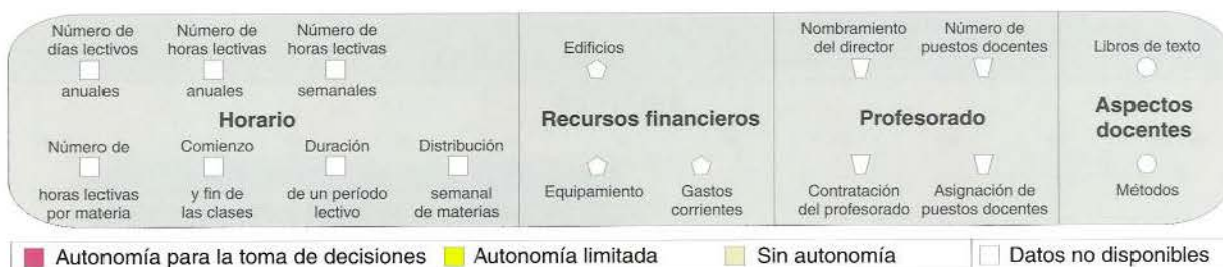 Número de días lectivos anuales
Número de horas lectivas anuales
Número de horas lectivas semanales
Horario
Número de horas lectivas por materia
Comienzo y fin de las clases
Duración de un período lectivo
Distribución semanal de materias
Edificios
Recursos financieros
Equipamiento
Gastos corrientes
Nombramiento del director
Número de puestos docentes
Profesorado
Contratación del profesorado
Asignación de puestos docentes
Libros de texto
Aspectos docentes
Métodos
Autonomía para la toma de decisiones
Autonomía limitada
Sin autonomía
Datos no disponibles